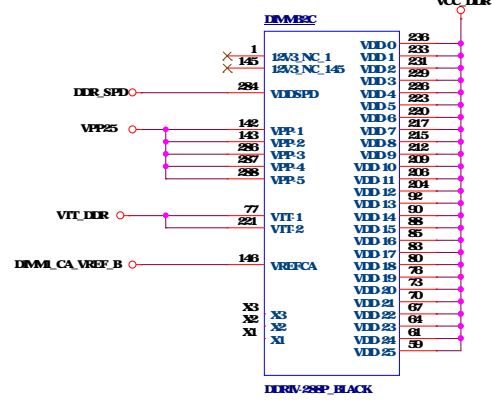 VCC_DDR
DIMMB2C
1 12V3_NC_1
145 12V3_NC_145
DDR_SPD 284 VDDSPD
VPP25 142 VPP-1
143 VPP-2
286 VPP-3
287 VPP-4
288 VPP-5
VTT_DDR 77 VTT-1
221 VTT-2
DIMM1_CA_VREF_B 146 VREFCA
X3 X3
X2 X2
X1 X1
VDD-0 236
VDD-1 233
VDD-2 231
VDD-3 229
VDD-4 226
VDD-5 223
VDD-6 220
VDD-7 217
VDD-8 215
VDD-9 212
VDD-10 209
VDD-11 206
VDD-12 204
VDD-13 92
VDD-14 90
VDD-15 88
VDD-16 85
VDD-17 83
VDD-18 80
VDD-19 76
VDD-20 73
VDD-21 70
VDD-22 67
VDD-23 64
VDD-24 61
VDD-25 59
DDRIV-288P_BLACK